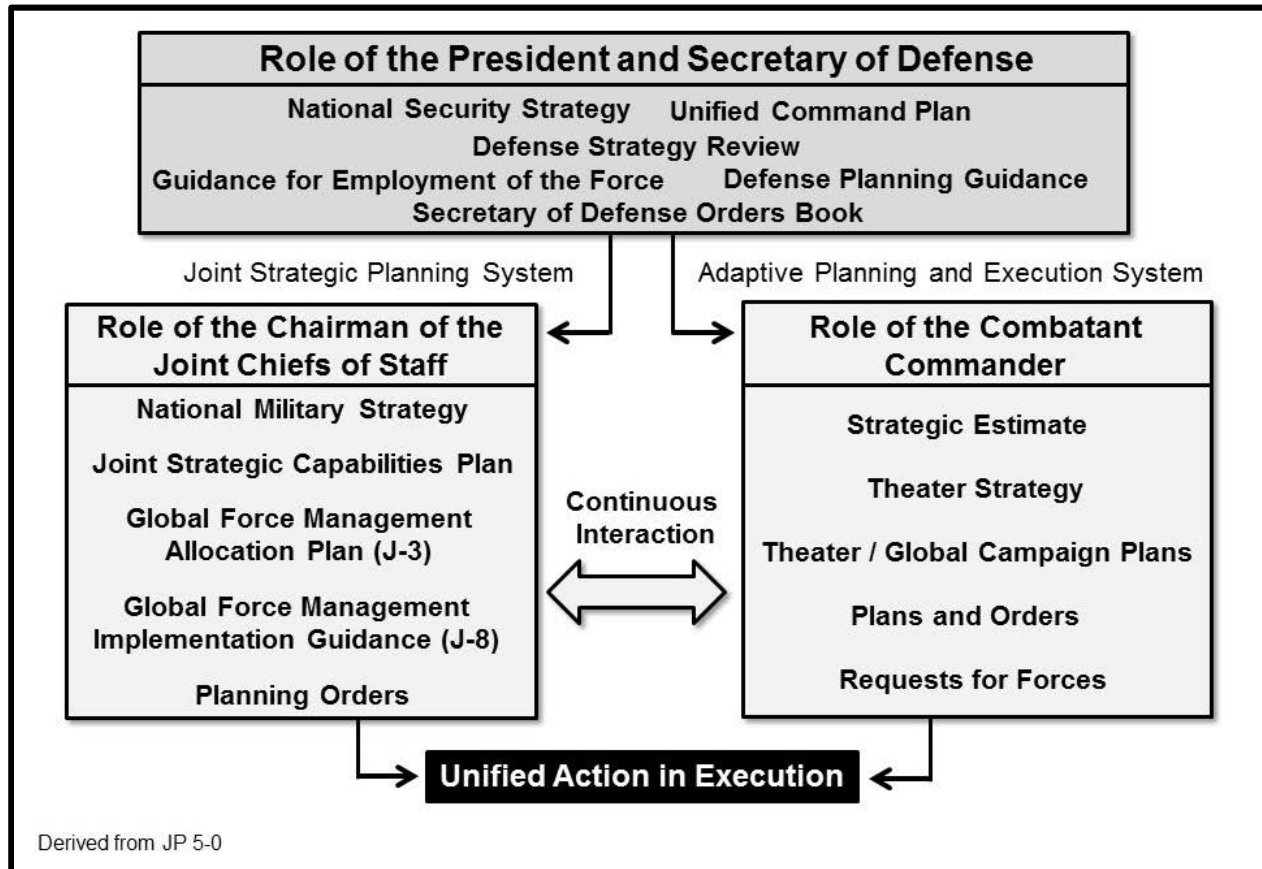 Role of the President and Secretary of Defense
National Security Strategy Unified Command Plan
Defense Strategy Review
Guidance for Employment of the Force Defense Planning Guidance
Secretary of Defense Orders Book
Joint Strategic Planning System
Adaptive Planning and Execution System
Role of the Chairman of the
Joint Chiefs of Staff
National Military Strategy
Joint Strategic Capabilities Plan
Global Force Management
Allocation Plan (J-3)
Global Force Management
Implementation Guidance (J-8)
Planning Orders
Continuous
Interaction
Role of the Combatant
Commander
Strategic Estimate
Theater Strategy
Theater / Global Campaign Plans
Plans and Orders
Requests for Forces
Unified Action in Execution
Derived from JP 5-0